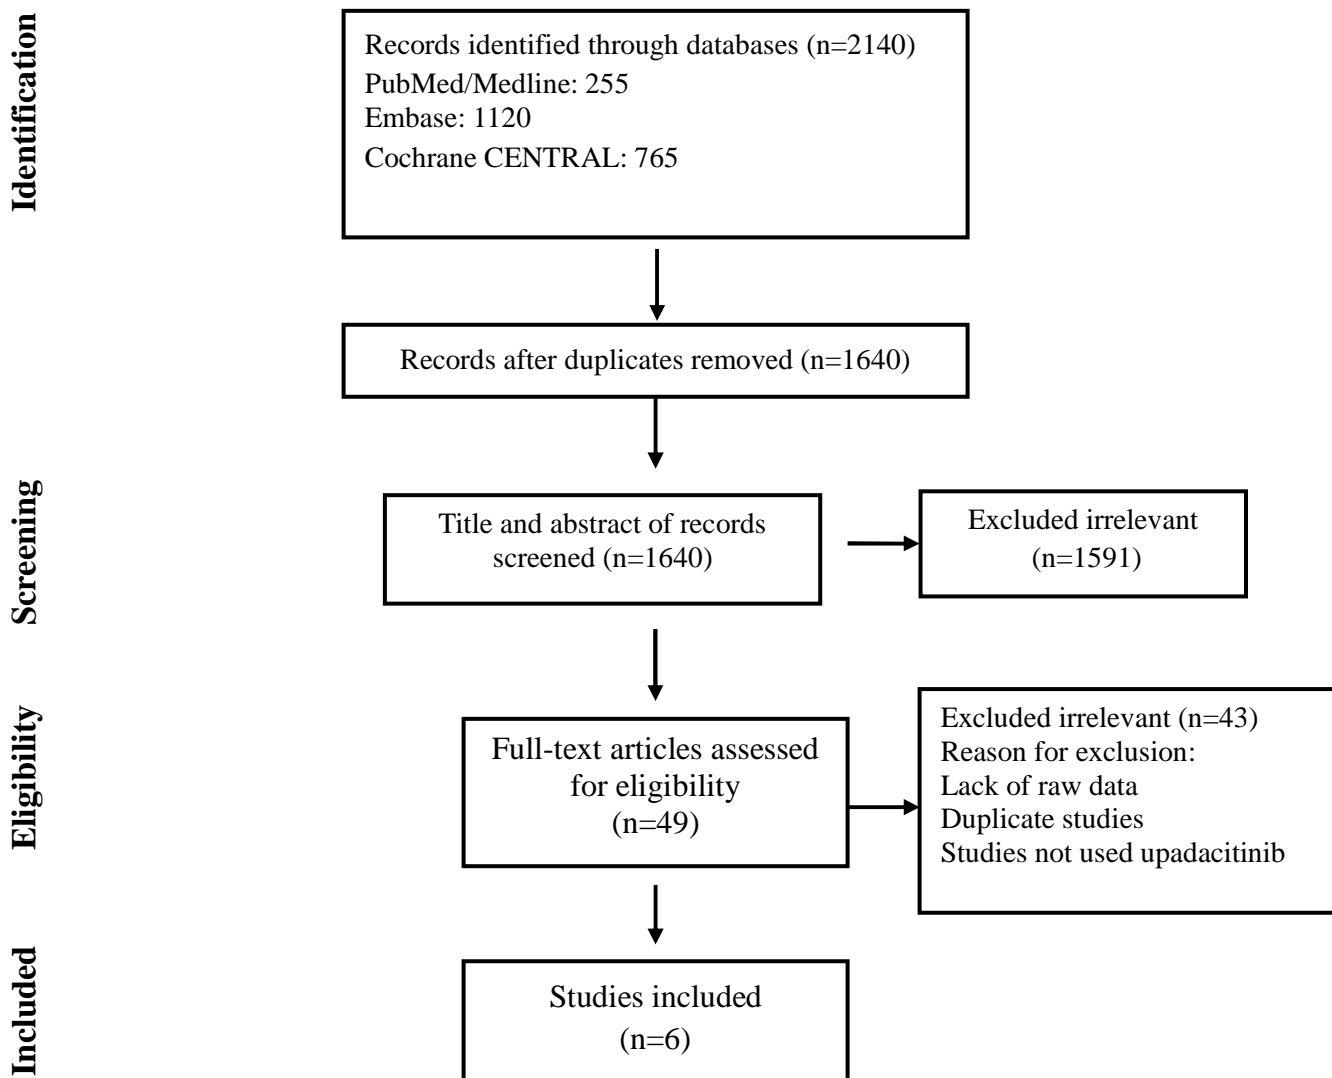 Identification
Records identified through databases (n=2140)
PubMed/Medline: 255
Embase: 1120
Cochrane CENTRAL: 765
Records after duplicates removed (n=1640)
Screening
Title and abstract of records
screened (n=1640)
Excluded irrelevant
(n=1591)
Eligibility
Full-text articles assessed
for eligibility
(n=49)
Excluded irrelevant (n=43)
Reason for exclusion:
Lack of raw data
Duplicate studies
Studies not used upadacitinib
Included
Studies included
(n=6)